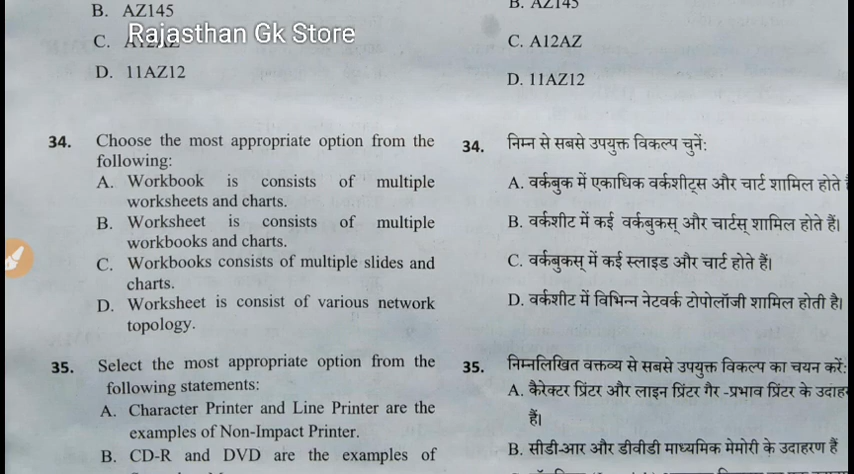 B. AZ145
C. A12AZ
Rajasthan Gk Store
D. 11AZ12
34. Choose the most appropriate option from the
following:
A. Workbook is consists of multiple
worksheets and charts.
B. Worksheet is consists of multiple
workbooks and charts.
C. Workbooks consists of multiple slides and
charts.
D. Worksheet is consist of various network
topology.
35. Select the most appropriate option from the
following statements:
A. Character Printer and Line Printer are the
examples of Non-Impact Printer.
B. CD-R and DVD are the examples of
B. AZ145
C. A12AZ
D. 11AZ12
34. निम्न से सबसे उपयुक्त विकल्प चुनें:
A. वर्कबुक में एकाधिक वर्कशीट्स और चार्ट शामिल होते
B. वर्कशीट में कई वर्कबुकस् और चार्टस् शामिल होते हैं।
C. वर्कबुकस् में कई स्लाइड और चार्ट होते हैं।
D. वर्कशीट में विभिन्न नेटवर्क टोपोलॉजी शामिल होती है।
35. निम्नलिखित वक्तव्य से सबसे उपयुक्त विकल्प का चयन करें:
A. कैरेक्टर प्रिंटर और लाइन प्रिंटर गैर -प्रभाव प्रिंटर के
हैं।
B. सीडी-आर और डीवीडी माध्यमिक मेमोरी के उदाहरण हैं